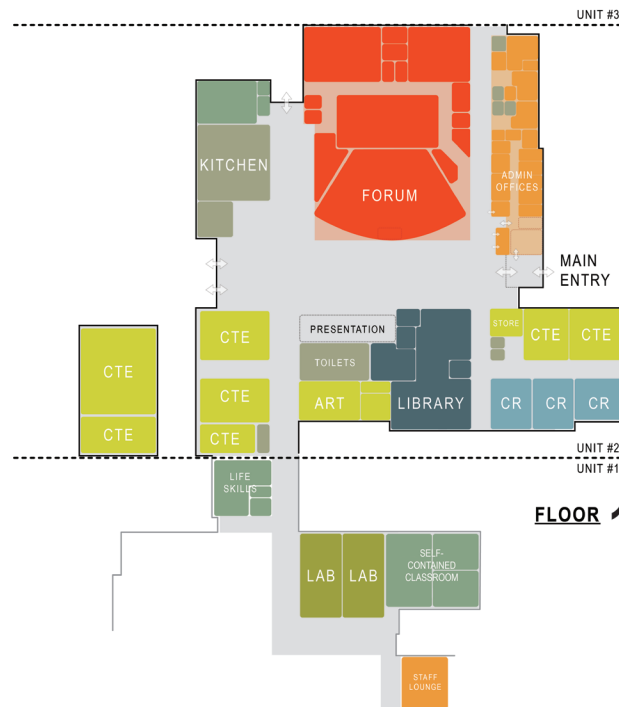 UNIT #3
KITCHEN
FORUM
ADMIN
OFFICES
MAIN
ENTRY
PRESENTATION
STORE
CTE
CTE
CTE
CTE
TOILETS
CTE
ART
LIBRARY
CR
CR
CR
CTE
CTE
UNIT #2
UNIT #1
LIFE
SKILLS
FLOOR
LAB
LAB
SELF-
CONTAINED
CLASSROOM
STAFF
LOUNGE